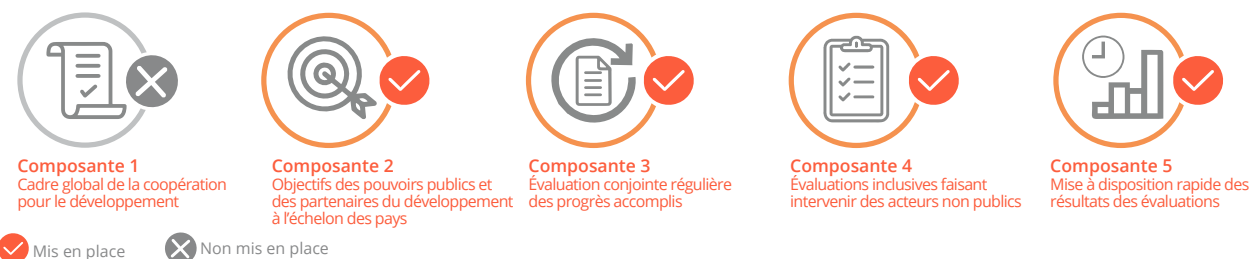 Composante 1
Cadre global de la coopération
pour le développement
Composante 2
Objectifs des pouvoirs publics et
des partenaires du développement
à l’échelon des pays
Composante 3
Évaluation conjointe régulière
des progrès accomplis
Composante 4
Évaluations inclusives faisant
intervenir des acteurs non publics
Composante 5
Mise à disposition rapide des
résultats des évaluations
Mis en place
Non mis en place